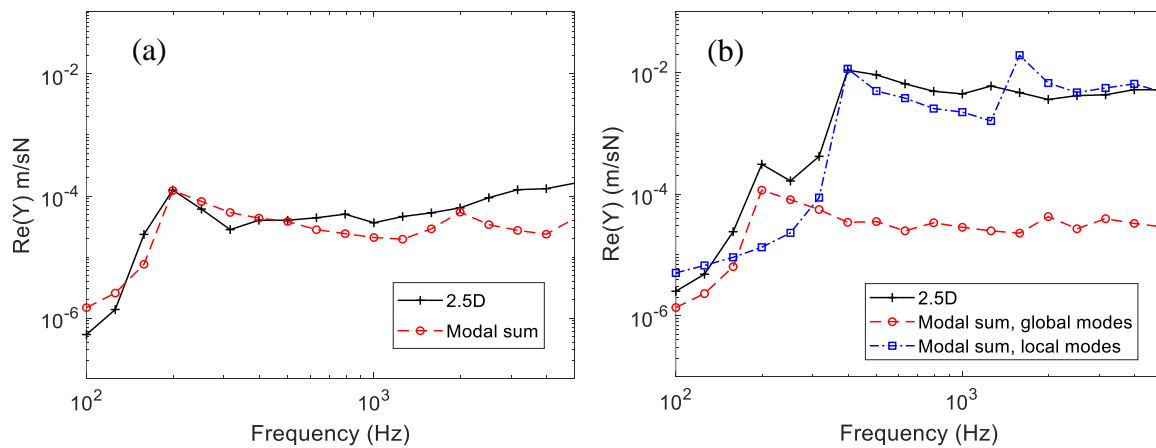 (a)
10^-2
10^-4
10^-6
Re(Y) m/sN
2.5D
Modal sum
10^2
10^3
Frequency (Hz)
(b)
10^-2
10^-4
10^-6
Re(Y) (m/sN)
2.5D
Modal sum, global modes
Modal sum, local modes
10^2
10^3
Frequency (Hz)